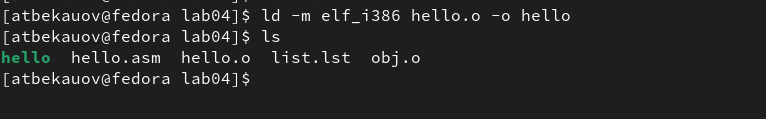 [atbekauov@fedora lab04]$ ld -m elf_i386 hello.o -o hello
[atbekauov@fedora lab04]$ ls
hello  hello.asm  hello.o  list.lst  obj.o
[atbekauov@fedora lab04]$